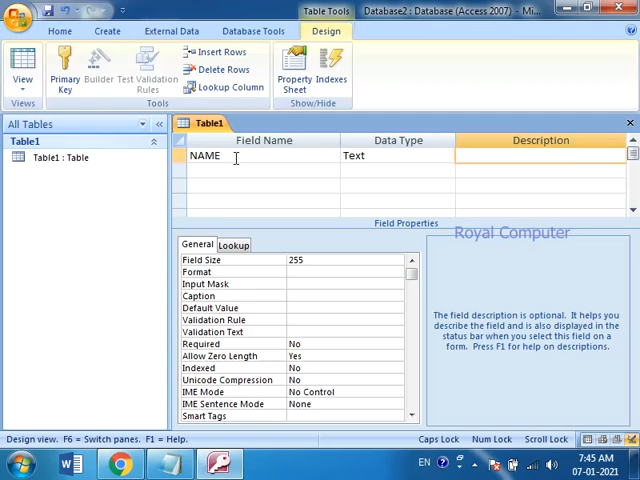 Table Tools
Database2 : Database (Access 2007) - Mi...
Home
Create
External Data
Database Tools
Design
View
Primary Key
Builder
Test Validation Rules
Insert Rows
Delete Rows
Lookup Column
Property Sheet
Indexes
Views
Tools
Show/Hide
All Tables
Table1
Table1 : Table
Table1
Field Name
Data Type
Description
NAME
Text
Field Properties
Royal Computer
General
Lookup
Field Size
255
Format
Input Mask
Caption
Default Value
Validation Rule
Validation Text
Required
No
Allow Zero Length
Yes
Indexed
No
Unicode Compression
No
IME Mode
No Control
IME Sentence Mode
None
Smart Tags
The field description is optional. It helps you
describe the field and is also displayed in the
status bar when you select this field on a
form. Press F1 for help on descriptions.
Design view. F6 = Switch panes. F1 = Help.
Caps Lock
Num Lock
Scroll Lock
EN
7:45 AM
07-01-2021